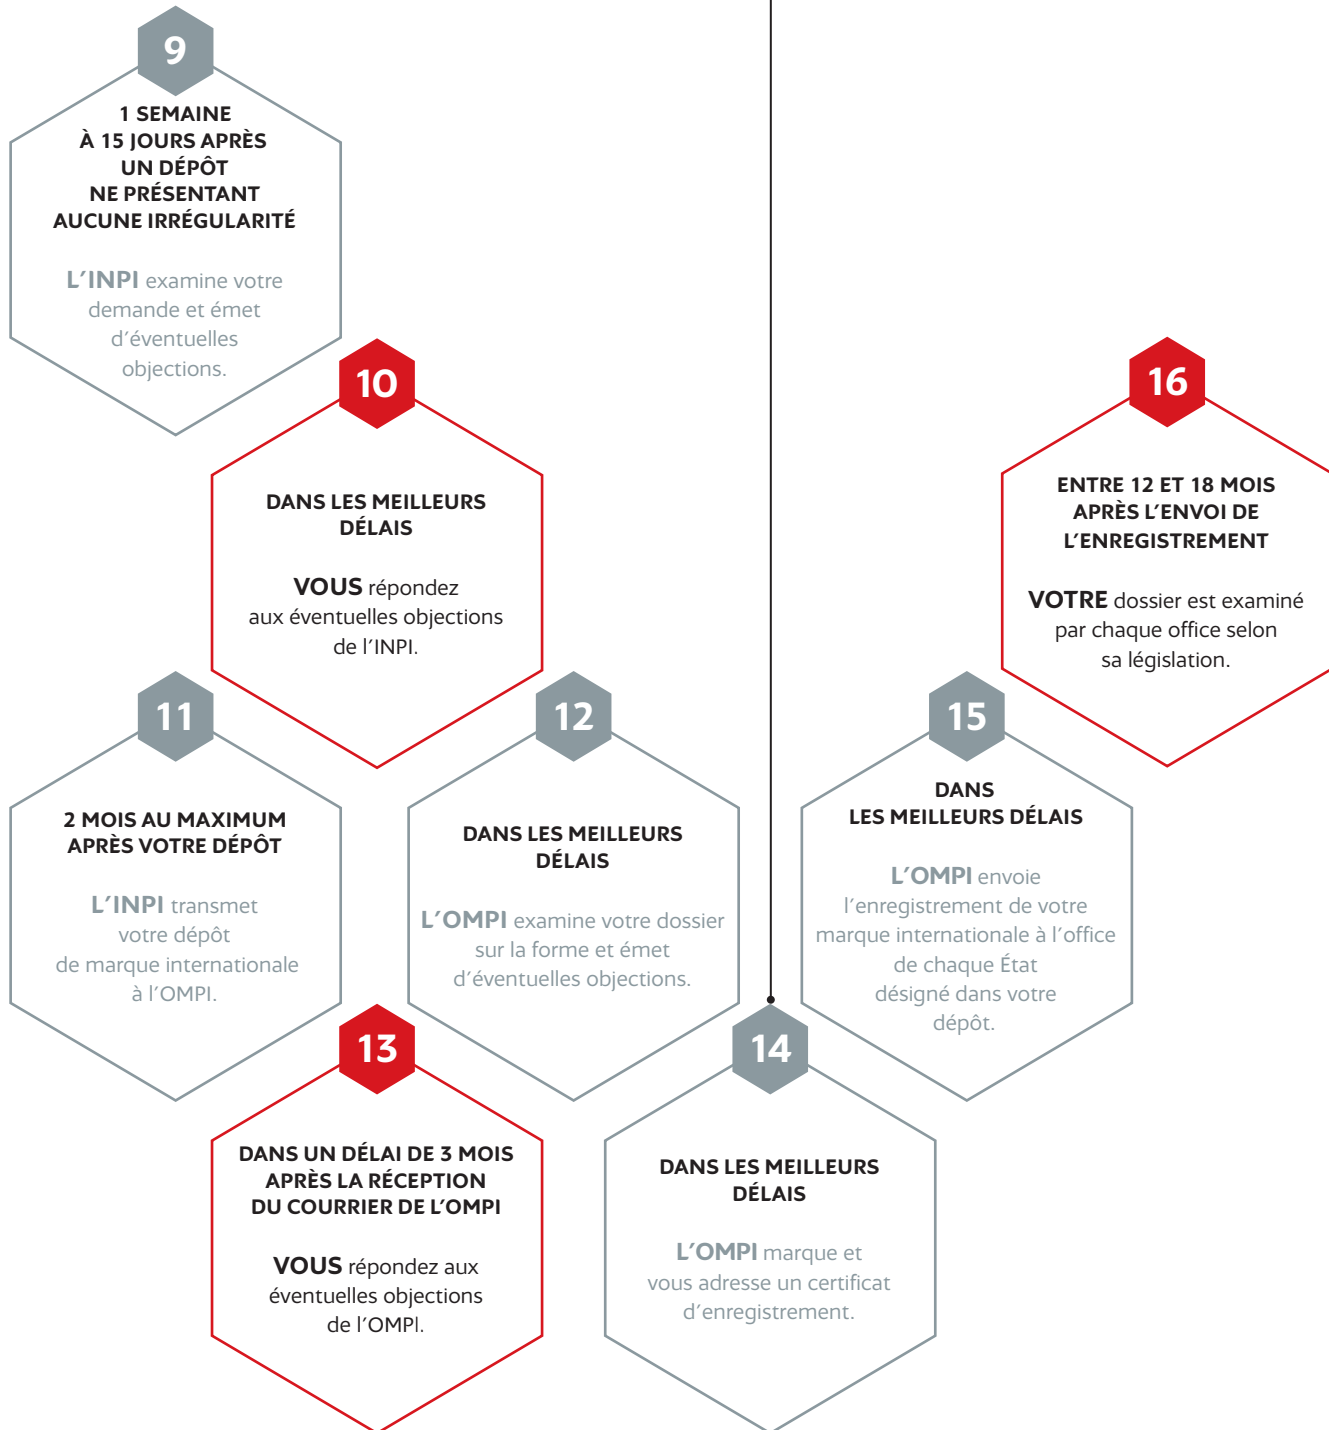 9
1 SEMAINE
À 15 JOURS APRÈS
UN DÉPÔT
NE PRÉSENTANT
AUCUNE IRRÉGULARITÉ
L’INPI examine votre
demande et émet
d’éventuelles
objections.
10
DANS LES MEILLEURS
DÉLAIS
VOUS répondez
aux éventuelles objections
de l’INPI.
11
2 MOIS AU MAXIMUM
APRÈS VOTRE DÉPÔT
L’INPI transmet
votre dépôt
de marque internationale
à l’OMPI.
12
DANS LES MEILLEURS
DÉLAIS
L’OMPI examine votre dossier
sur la forme et émet
d’éventuelles objections.
13
DANS UN DÉLAI DE 3 MOIS
APRÈS LA RÉCEPTION
DU COURRIER DE L’OMPI
VOUS répondez aux
éventuelles objections
de l’OMPI.
14
DANS LES MEILLEURS
DÉLAIS
L’OMPI marque et
vous adresse un certificat
d’enregistrement.
15
DANS
LES MEILLEURS DÉLAIS
L’OMPI envoie
l’enregistrement de votre
marque internationale à l’office
de chaque État
désigné dans votre
dépôt.
16
ENTRE 12 ET 18 MOIS
APRÈS L’ENVOI DE
L’ENREGISTREMENT
VOTRE dossier est examiné
par chaque office selon
sa législation.